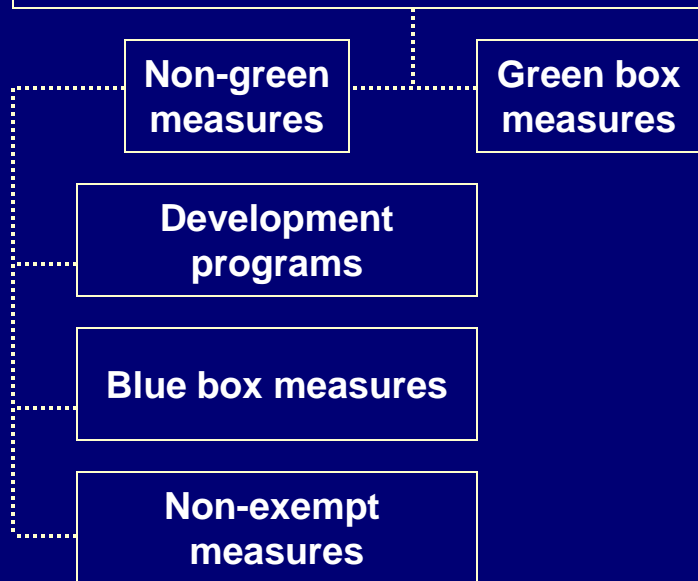 Non-green
measures
Green box
measures
Development
programs
Blue box measures
Non-exempt
measures